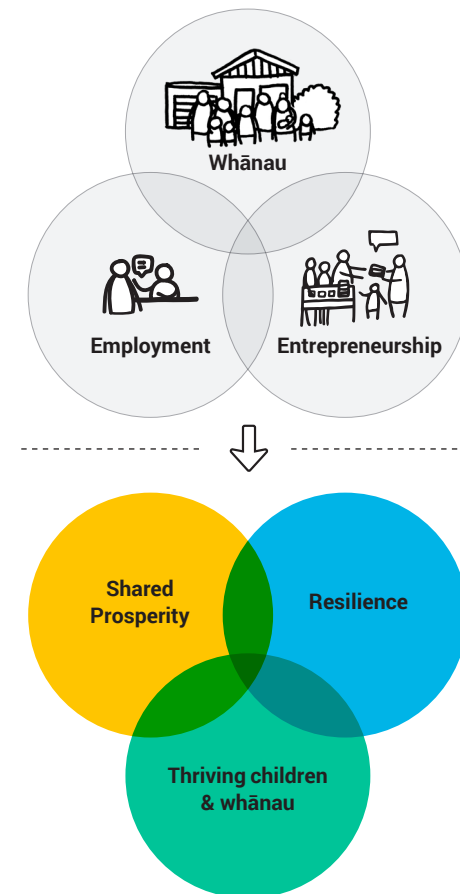 Whānau
Employment
Entrepreneurship
Shared
Prosperity
Resilience
Thriving children
& whānau